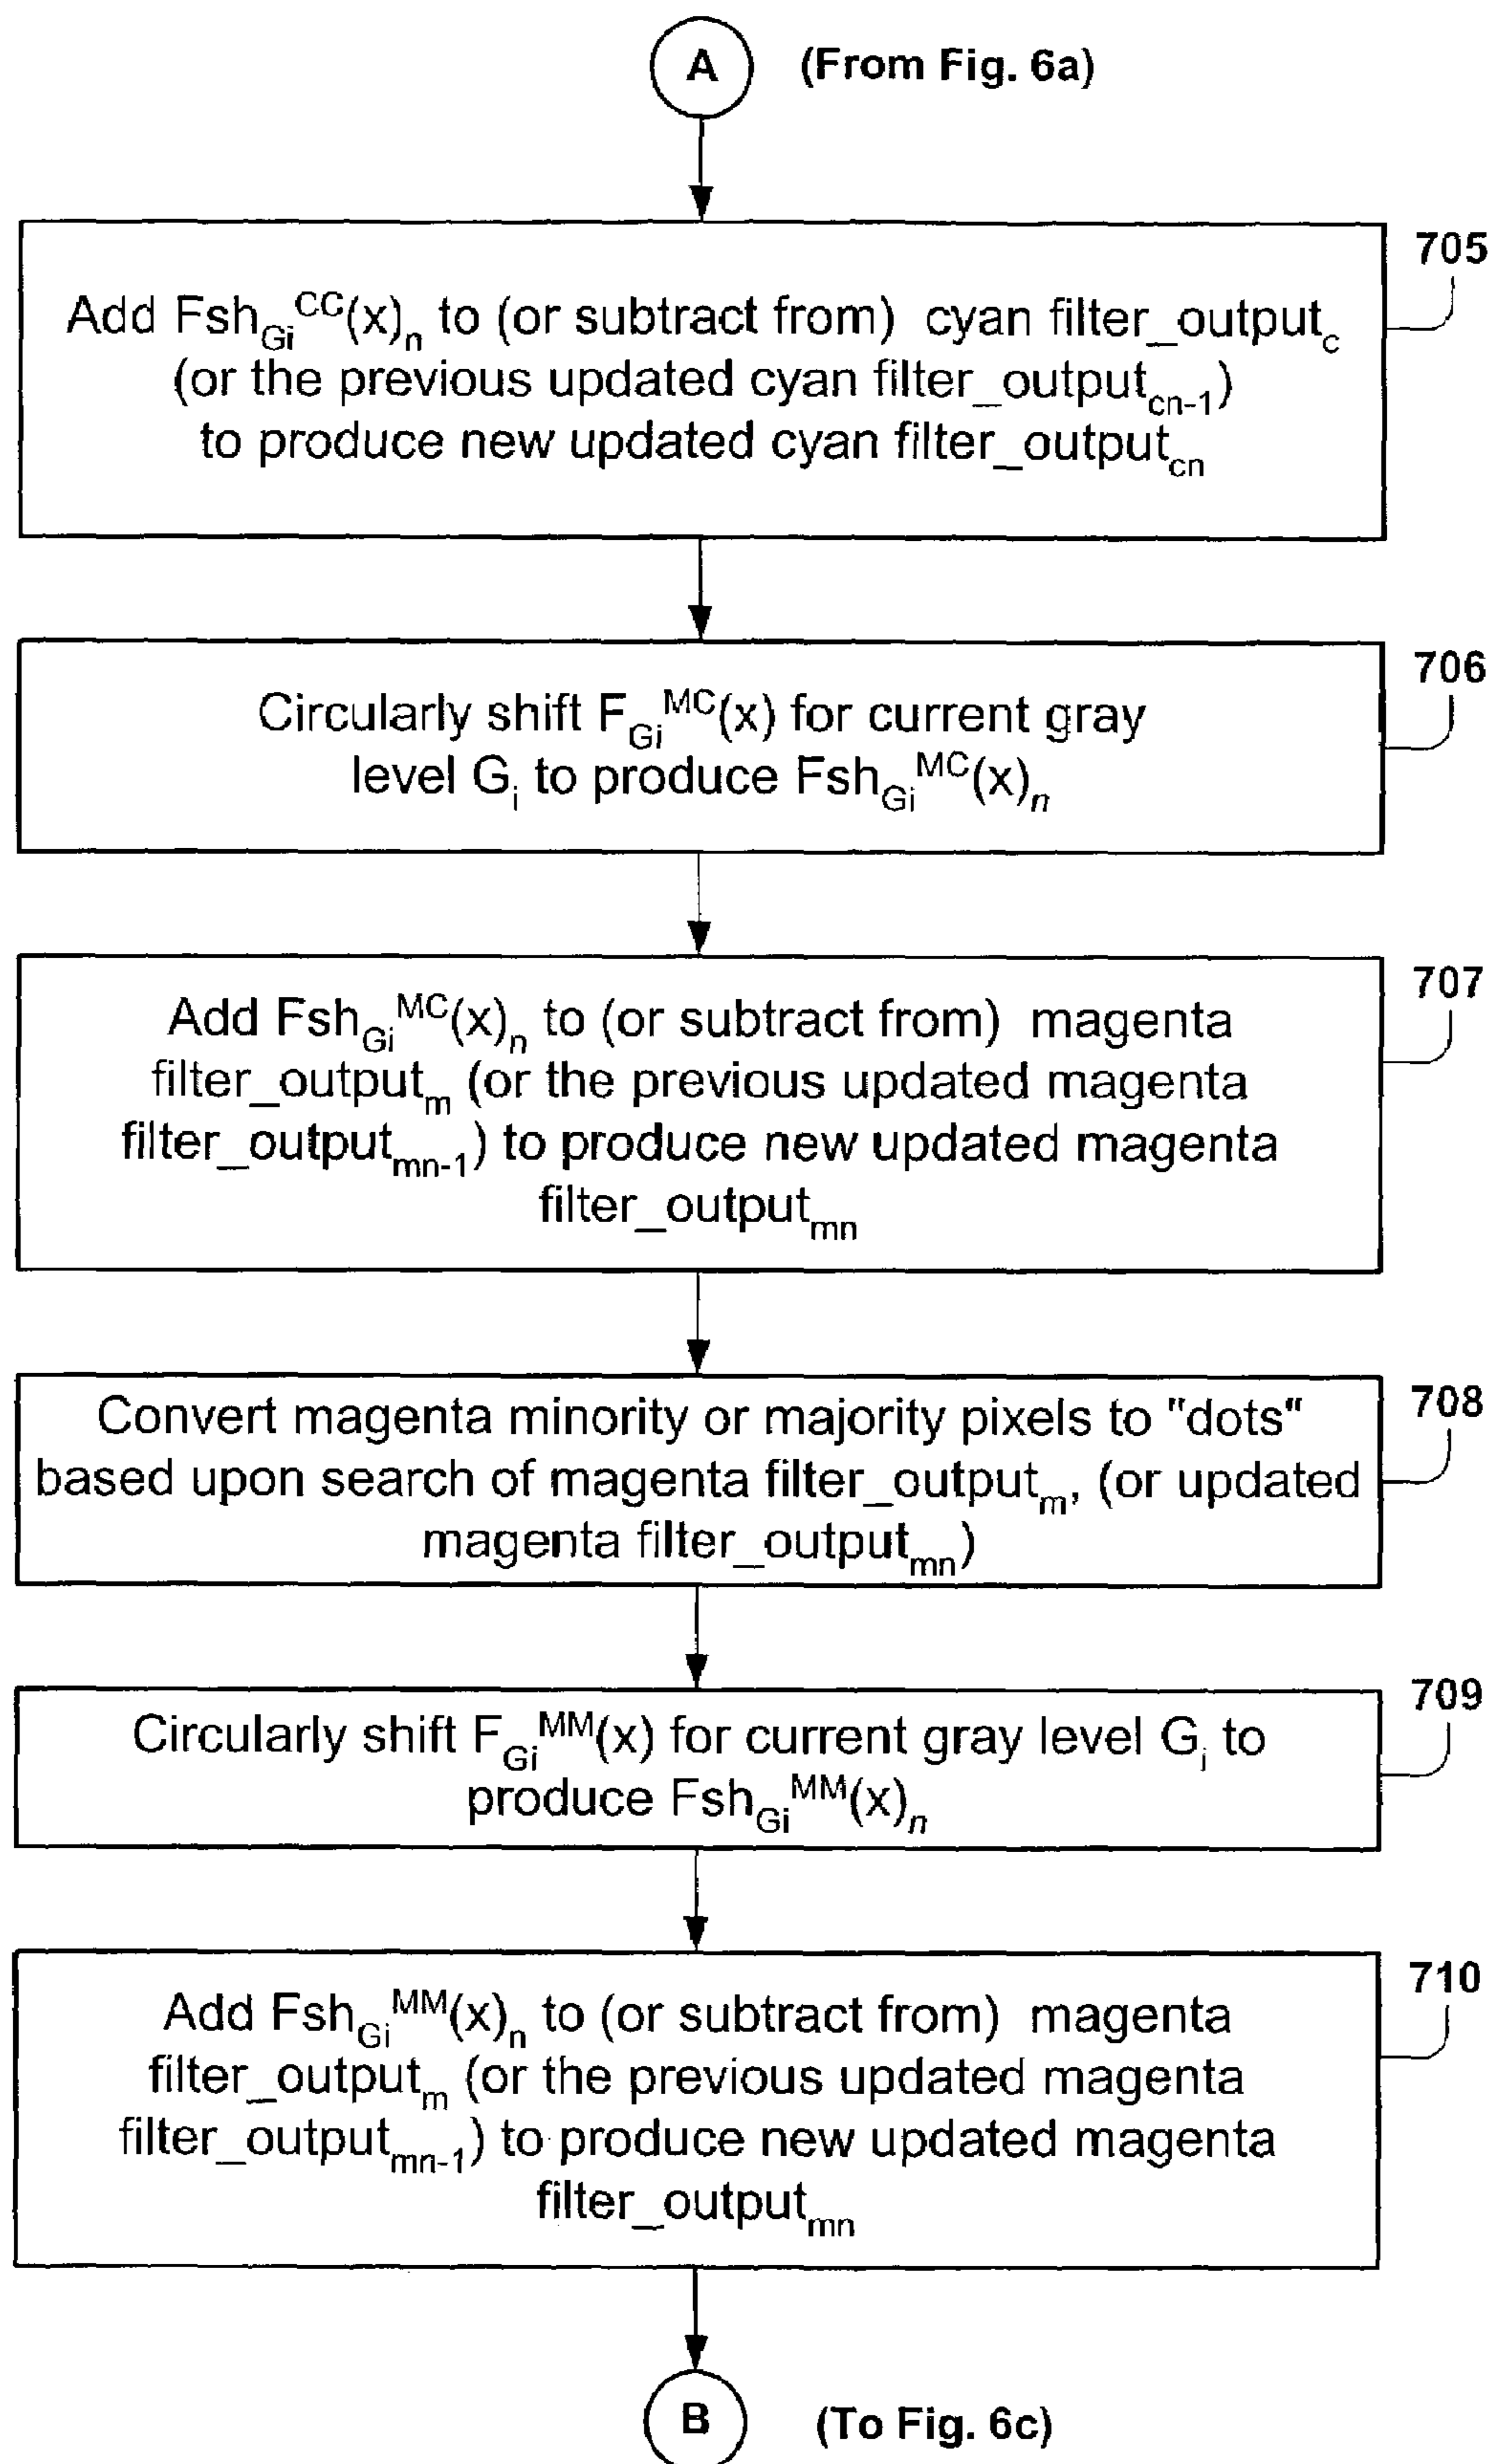 A (From Fig. 6a)
705
Add Fsh_Gi^CC(x)_n to (or subtract from) cyan filter_output_c
(or the previous updated cyan filter_output_cn-1)
to produce new updated cyan filter_output_cn
706
Circularly shift F_Gi^MC(x) for current gray
level G_i to produce Fsh_Gi^MC(x)_n
707
Add Fsh_Gi^MC(x)_n to (or subtract from) magenta
filter_output_m (or the previous updated magenta
filter_output_mn-1) to produce new updated magenta
filter_output_mn
708
Convert magenta minority or majority pixels to "dots"
based upon search of magenta filter_output_m, (or updated
magenta filter_output_mn)
709
Circularly shift F_Gi^MM(x) for current gray level G_i to
produce Fsh_Gi^MM(x)_n
710
Add Fsh_Gi^MM(x)_n to (or subtract from) magenta
filter_output_m (or the previous updated magenta
filter_output_mn-1) to produce new updated magenta
filter_output_mn
B (To Fig. 6c)